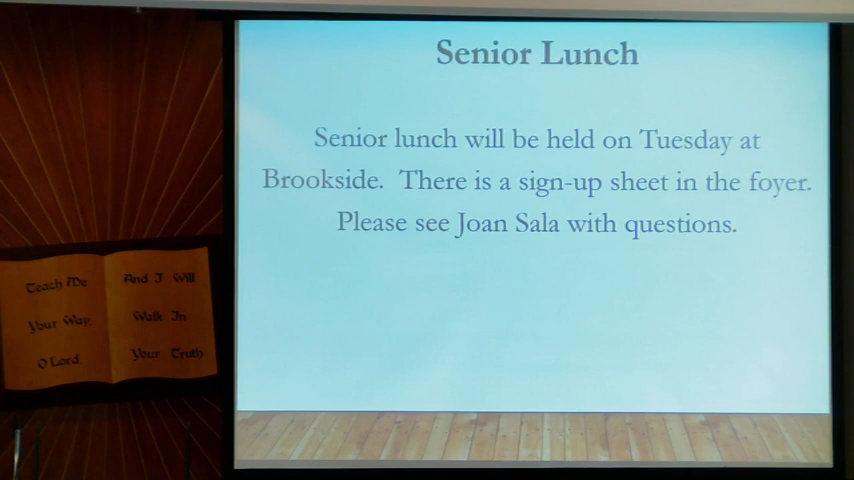 Senior Lunch
Senior lunch will be held on Tuesday at
Brookside. There is a sign-up sheet in the foyer.
Please see Joan Sala with questions.
Teach Me
Your Way
O Lord
And I Will
Walk In
Your Truth